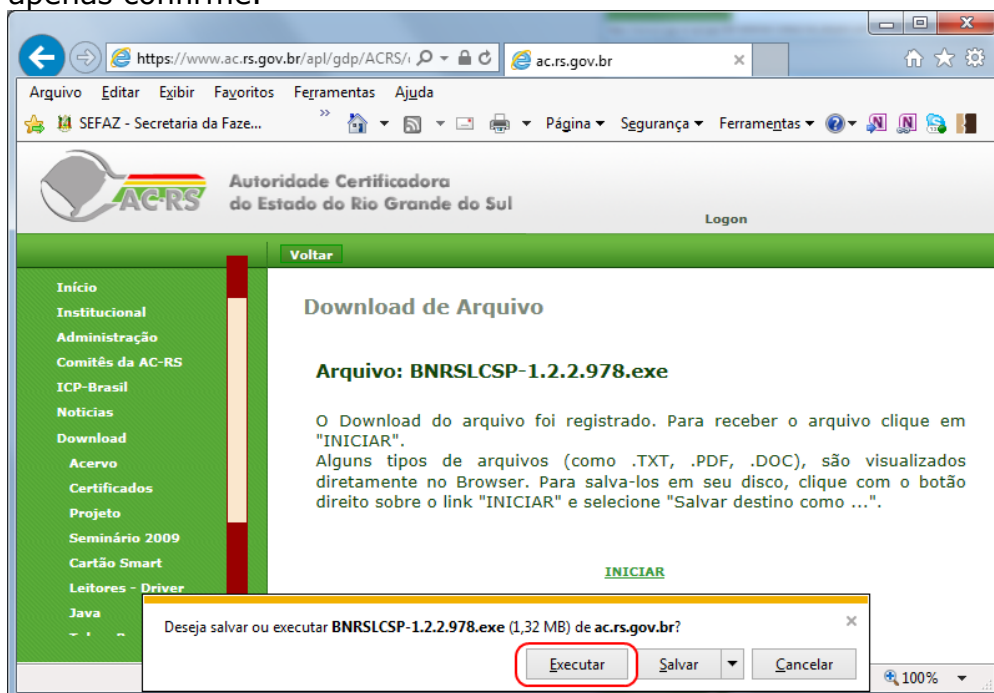 apenas confirme.
https://www.ac.rs.gov.br/apl/gdp/ACRS/
ac.rs.gov.br
Arquivo Editar Exibir Favoritos Ferramentas Ajuda
SEFAZ - Secretaria da Faze...
Página Segurança Ferramentas
AC-RS
Autoridade Certificadora
do Estado do Rio Grande do Sul
Logon
Voltar
Início
Institucional
Administração
Comitês da AC-RS
ICP-Brasil
Noticias
Download
Acervo
Certificados
Projeto
Seminário 2009
Cartão Smart
Leitores - Driver
Java
Download de Arquivo
Arquivo: BNRSLCSP-1.2.2.978.exe
O Download do arquivo foi registrado. Para receber o arquivo clique em
"INICIAR".
Alguns tipos de arquivos (como .TXT, .PDF, .DOC), são visualizados
diretamente no Browser. Para salva-los em seu disco, clique com o botão
direito sobre o link "INICIAR" e selecione "Salvar destino como ...".
INICIAR
Deseja salvar ou executar BNRSLCSP-1.2.2.978.exe (1,32 MB) de ac.rs.gov.br?
Executar Salvar Cancelar
100%